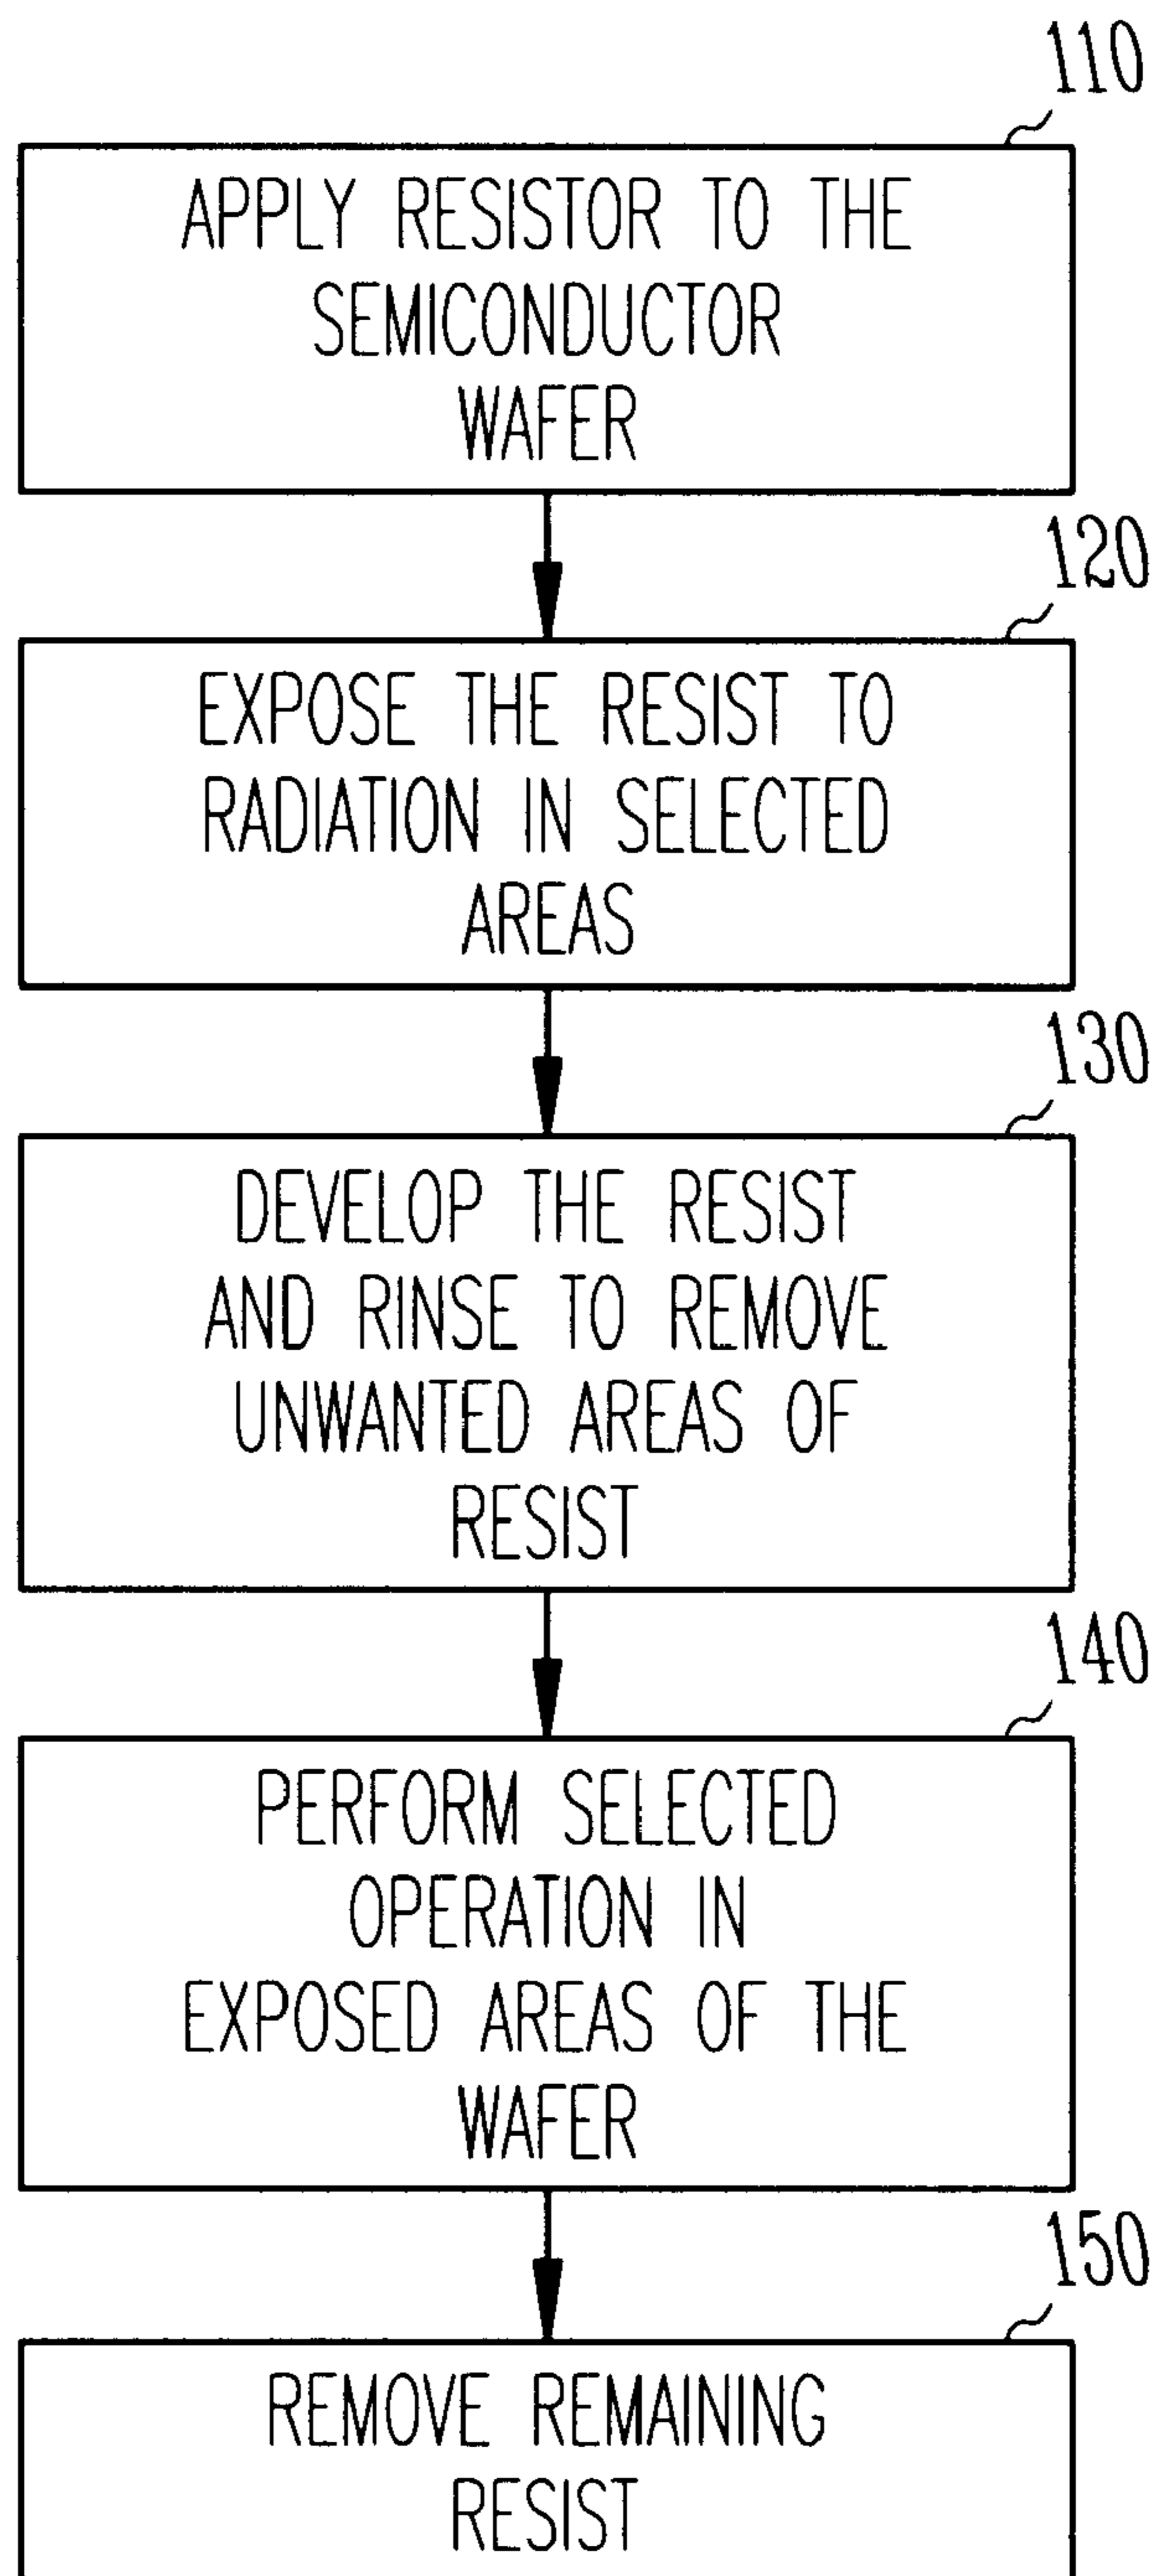 110
APPLY RESISTOR TO THE
SEMICONDUCTOR
WAFER
120
EXPOSE THE RESIST TO
RADIATION IN SELECTED
AREAS
130
DEVELOP THE RESIST
AND RINSE TO REMOVE
UNWANTED AREAS OF
RESIST
140
PERFORM SELECTED
OPERATION IN
EXPOSED AREAS OF THE
WAFER
150
REMOVE REMAINING
RESIST